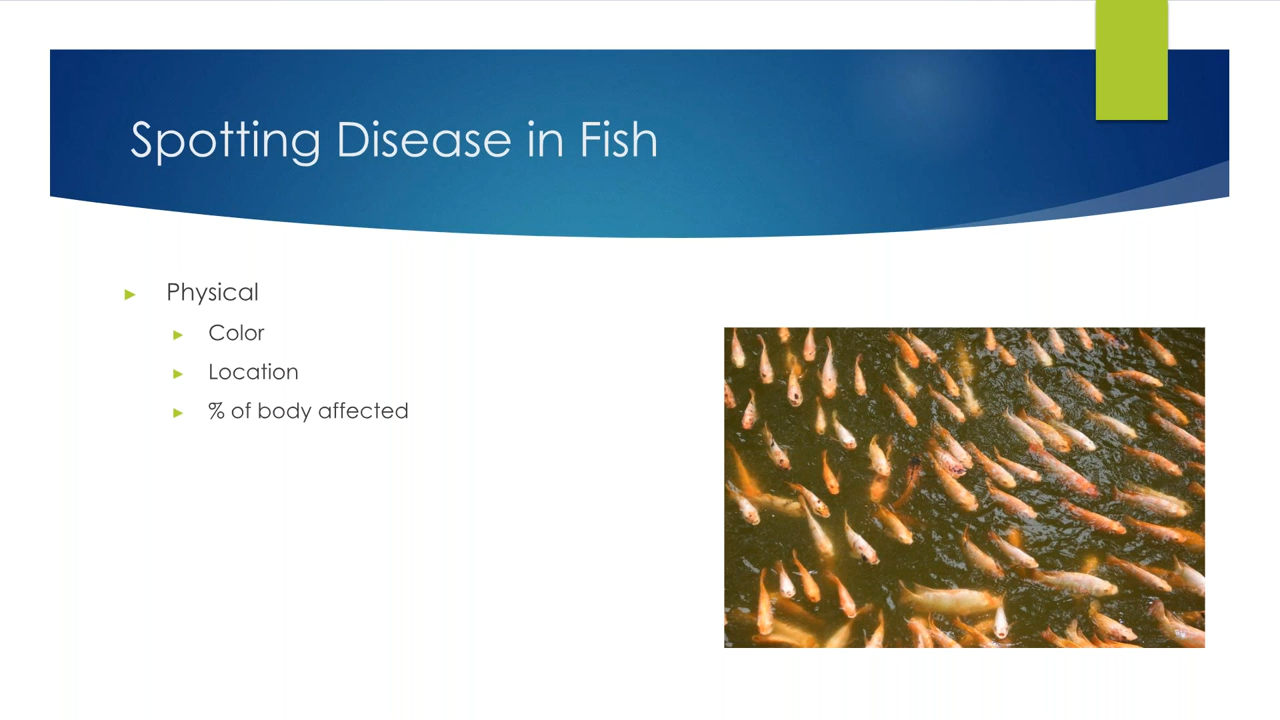 Spotting Disease in Fish
Physical
Color
Location
% of body affected